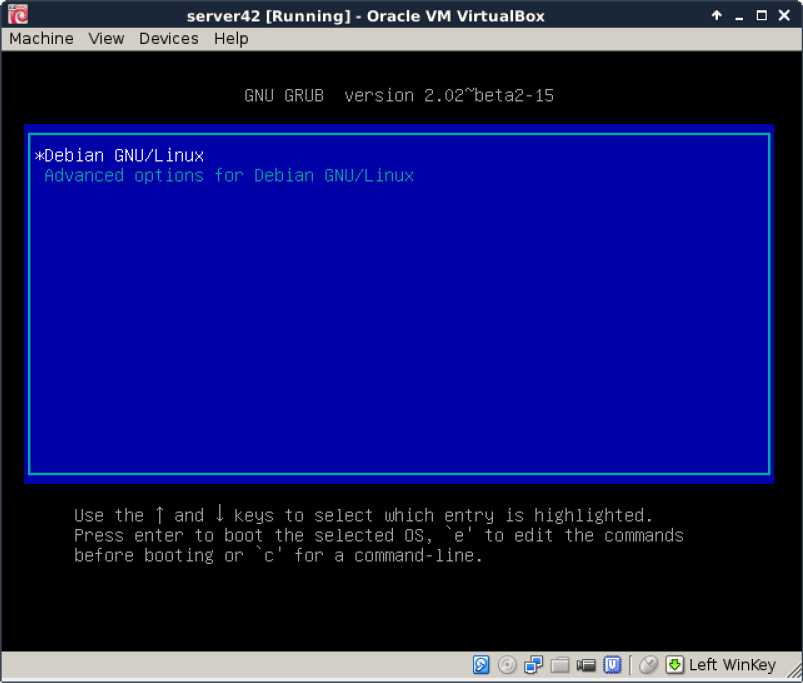 server42 [Running] - Oracle VM VirtualBox
Machine View Devices Help
GNU GRUB version 2.02~beta2-15
*Debian GNU/Linux
Advanced options for Debian GNU/Linux
Use the ↑ and ↓ keys to select which entry is highlighted.
Press enter to boot the selected OS, `e' to edit the commands
before booting or `c' for a command-line.
Left WinKey